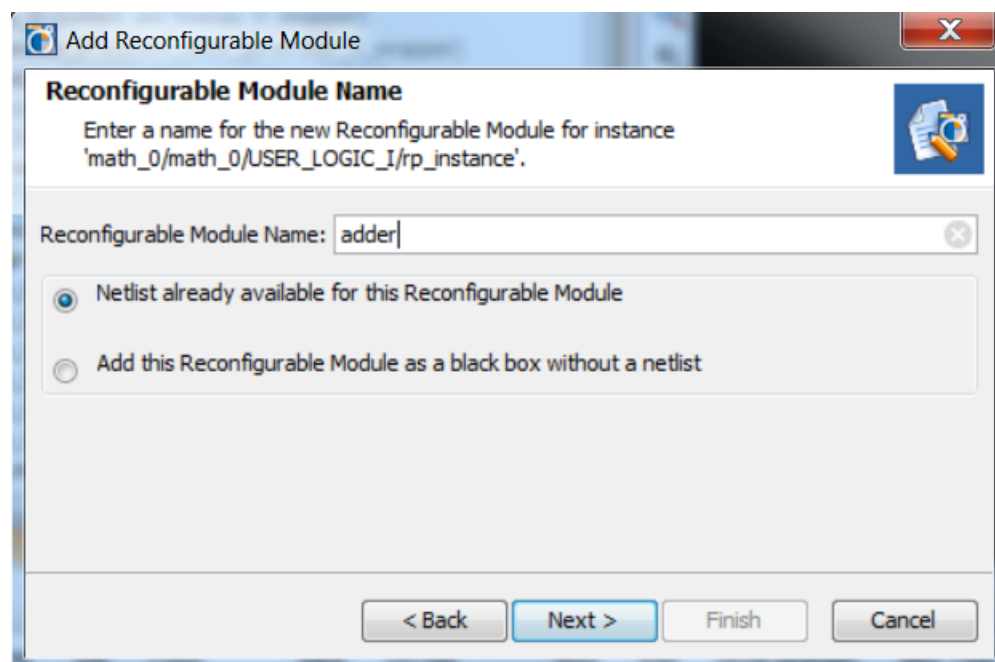 Add Reconfigurable Module
Reconfigurable Module Name
Enter a name for the new Reconfigurable Module for instance
'math_0/math_0/USER_LOGIC_I/rp_instance'.
Reconfigurable Module Name: adder
Netlist already available for this Reconfigurable Module
Add this Reconfigurable Module as a black box without a netlist
< Back Next > Finish Cancel